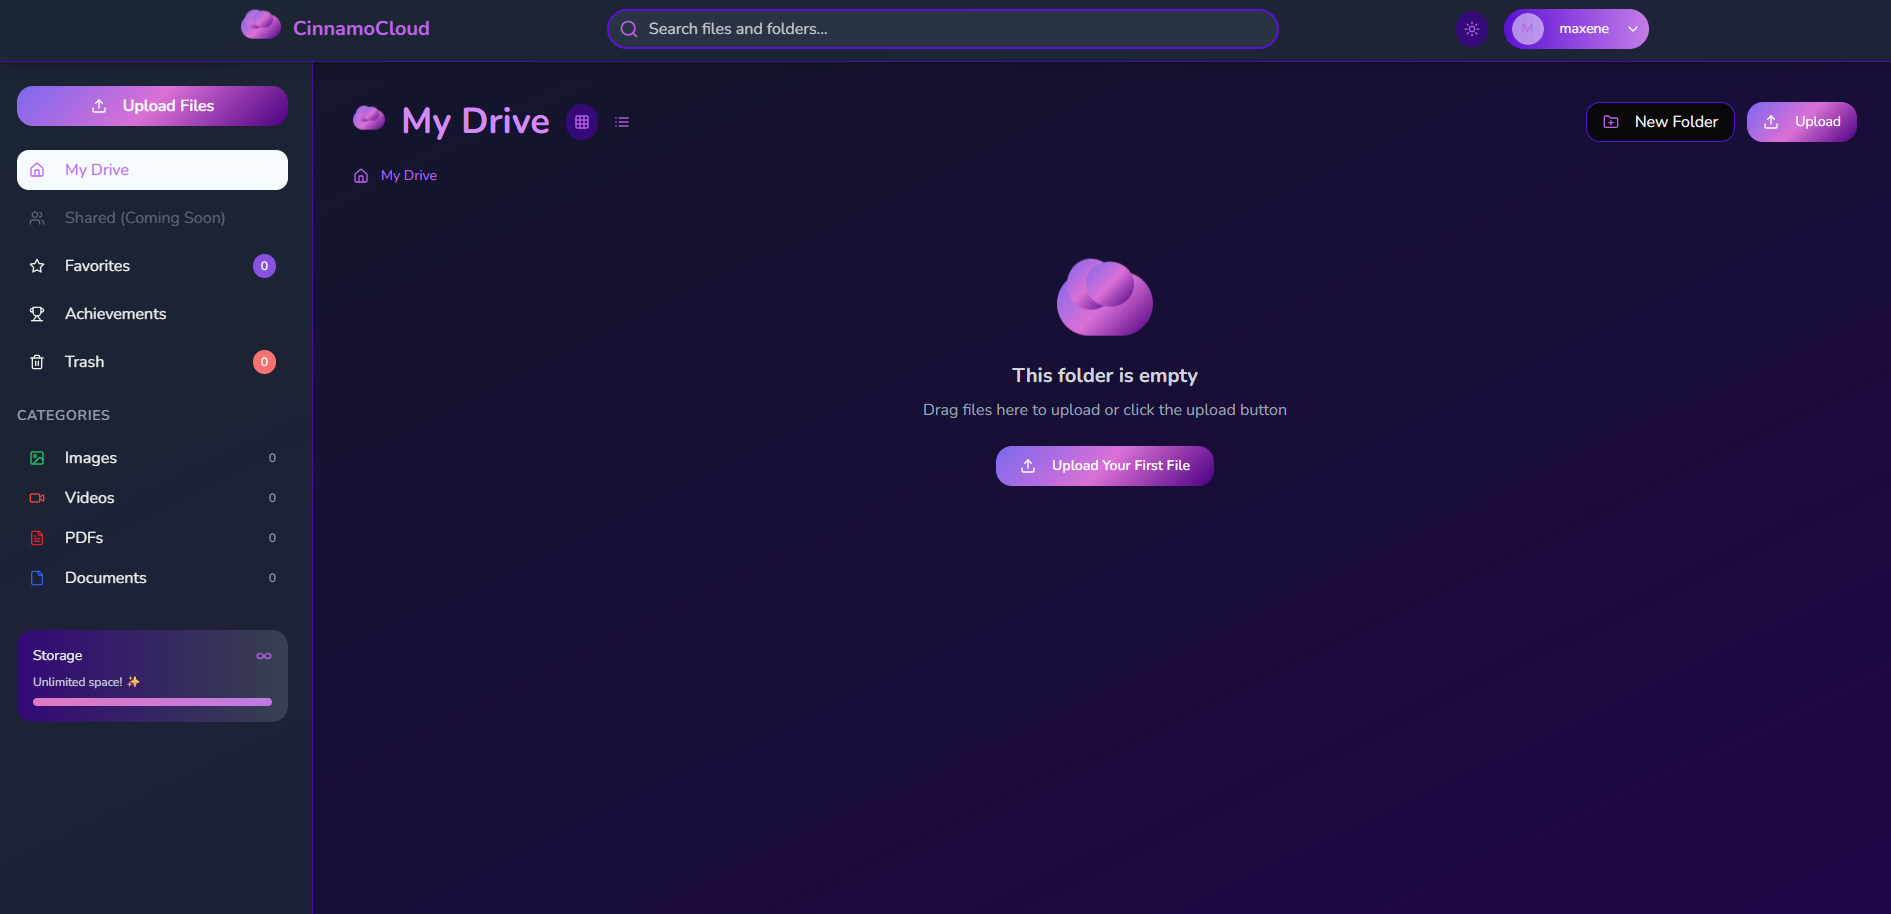 CinnamoCloud
Search files and folders...
M
maxene
Upload Files
My Drive
Shared (Coming Soon)
Favorites
0
Achievements
Trash
0
CATEGORIES
Images
0
Videos
0
PDFs
0
Documents
0
Storage
Unlimited space! ✨
My Drive
New Folder
Upload
My Drive
This folder is empty
Drag files here to upload or click the upload button
Upload Your First File